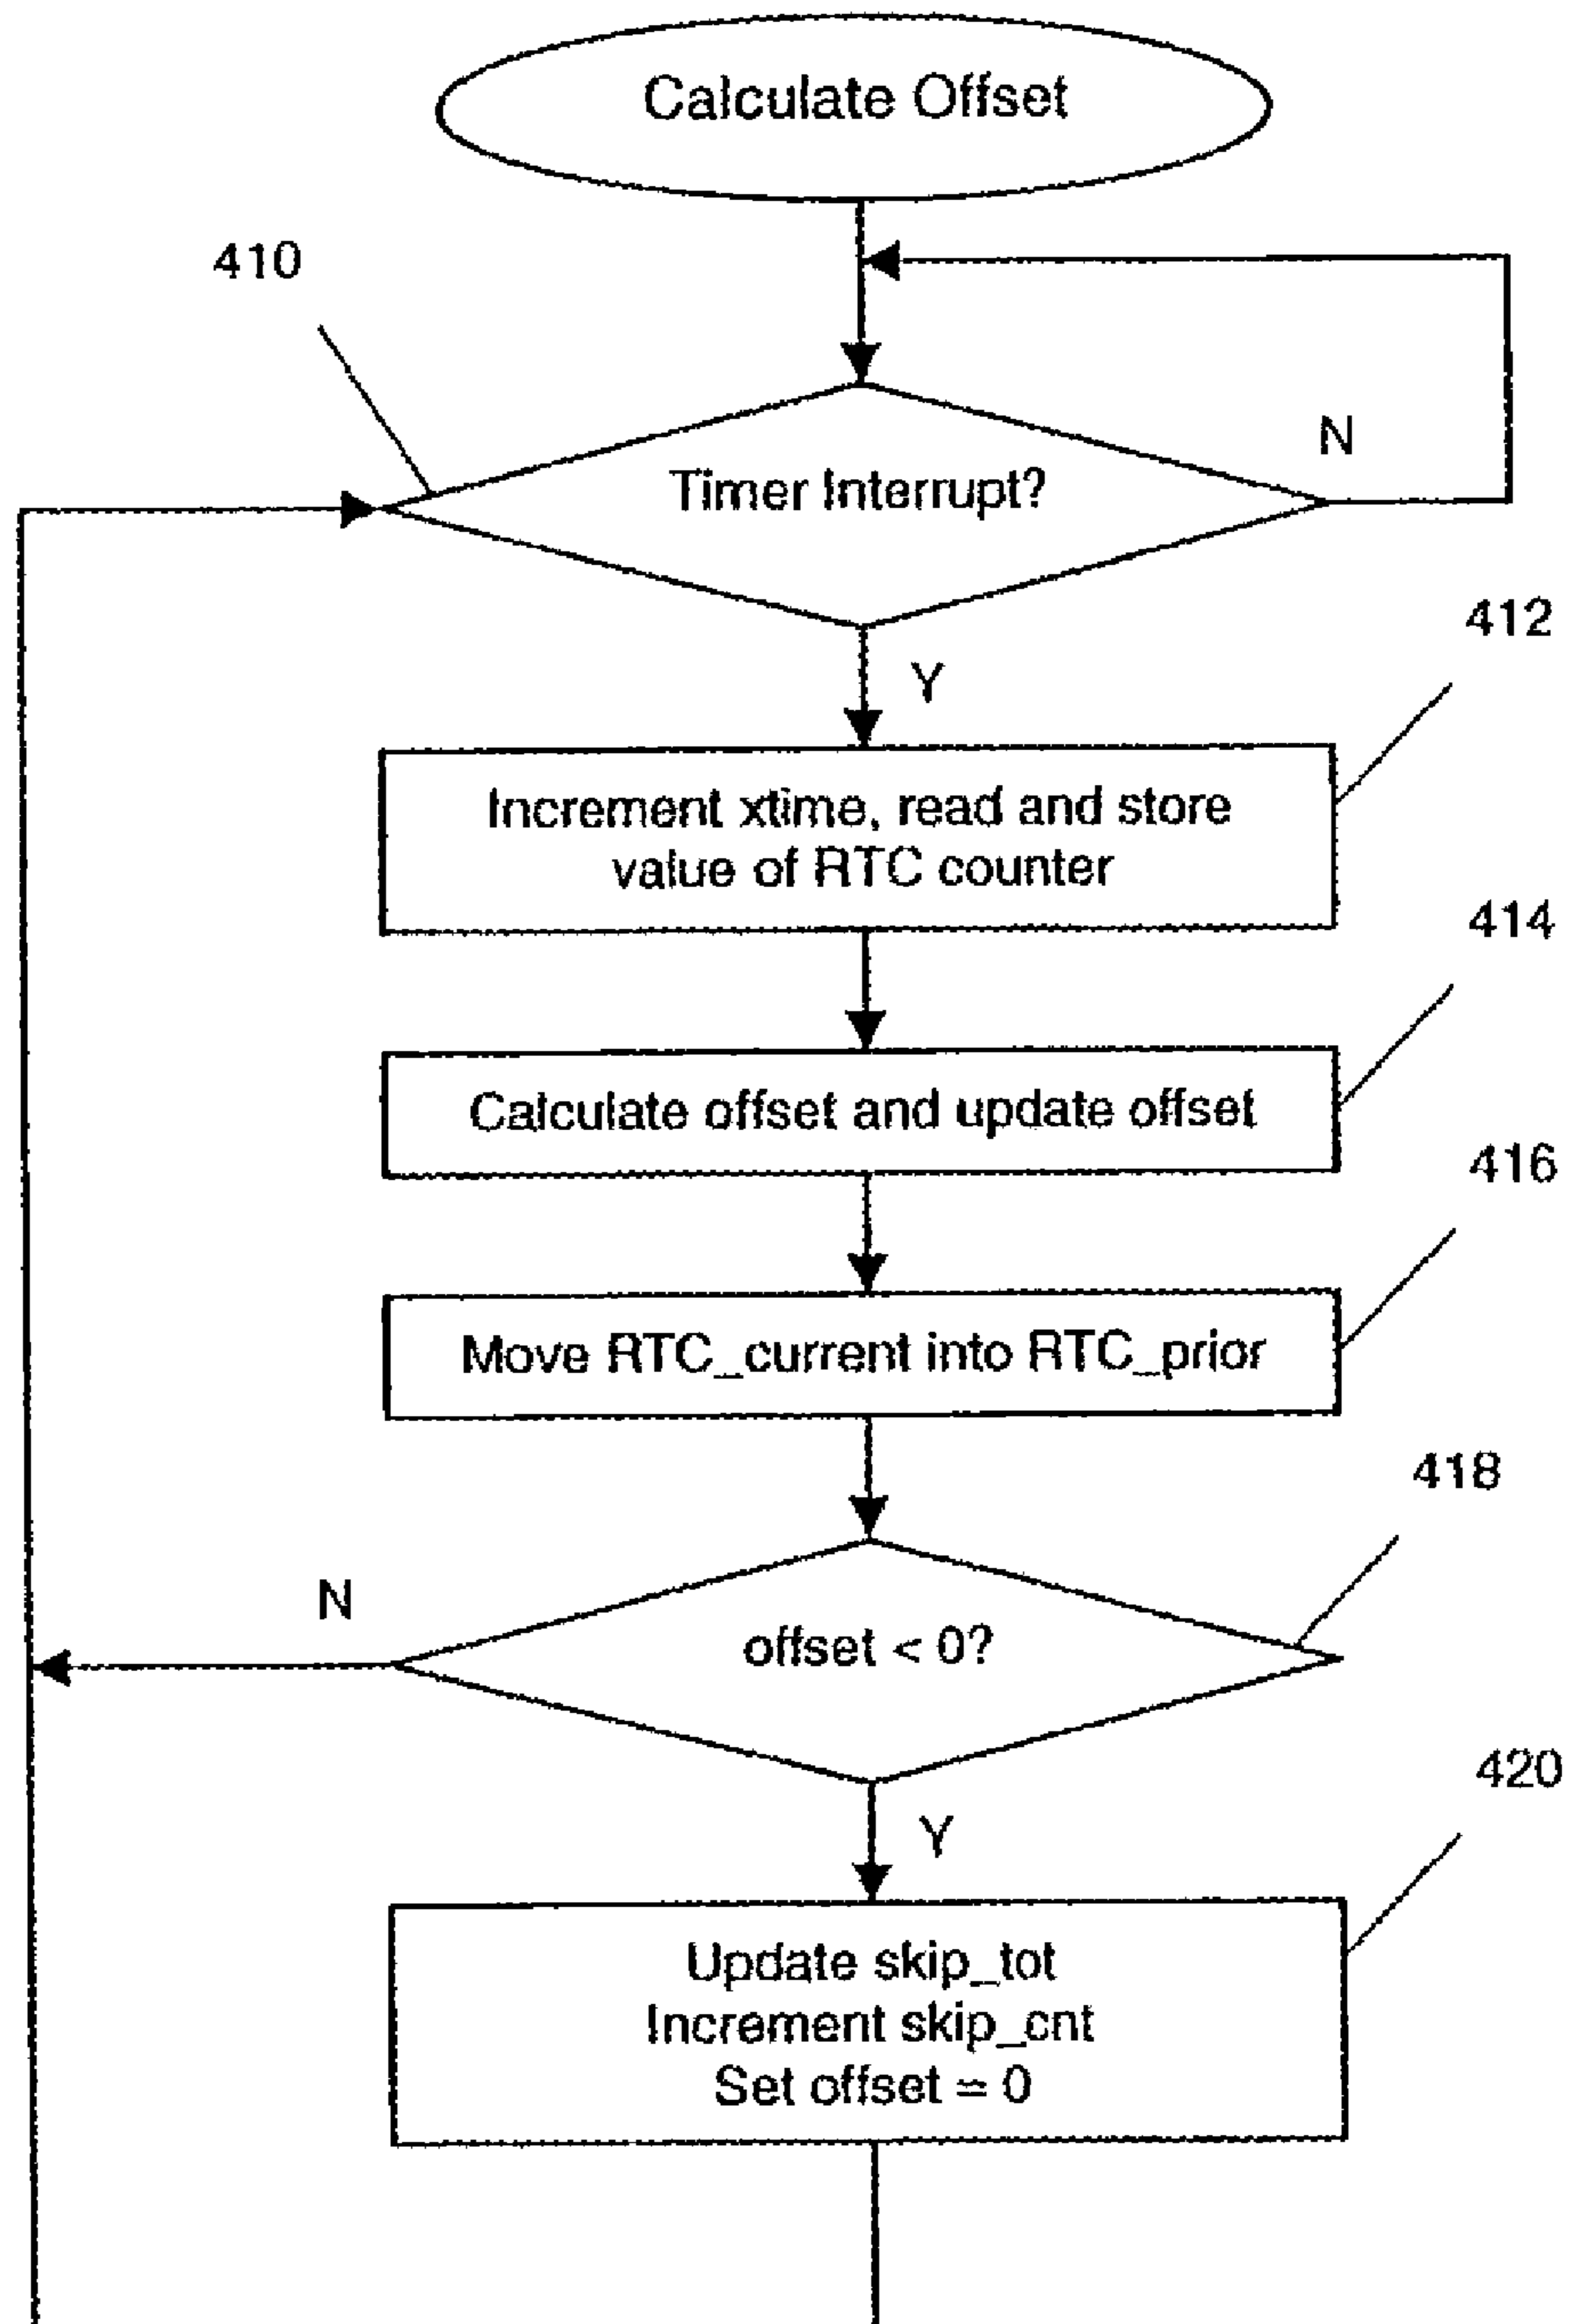 Calculate Offset
410
N
Timer Interrupt?
412
Y
Increment xtime, read and store
value of RTC counter
414
Calculate offset and update offset
416
Move RTC_current into RTC_prior
418
N
offset < 0?
420
Y
Update skip_tot
Increment skip_cnt
Set offset = 0